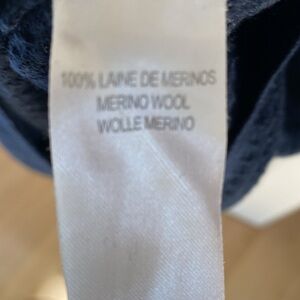 100% LAINE DE MERINOS
MERINO WOOL
WOLLE MERINO